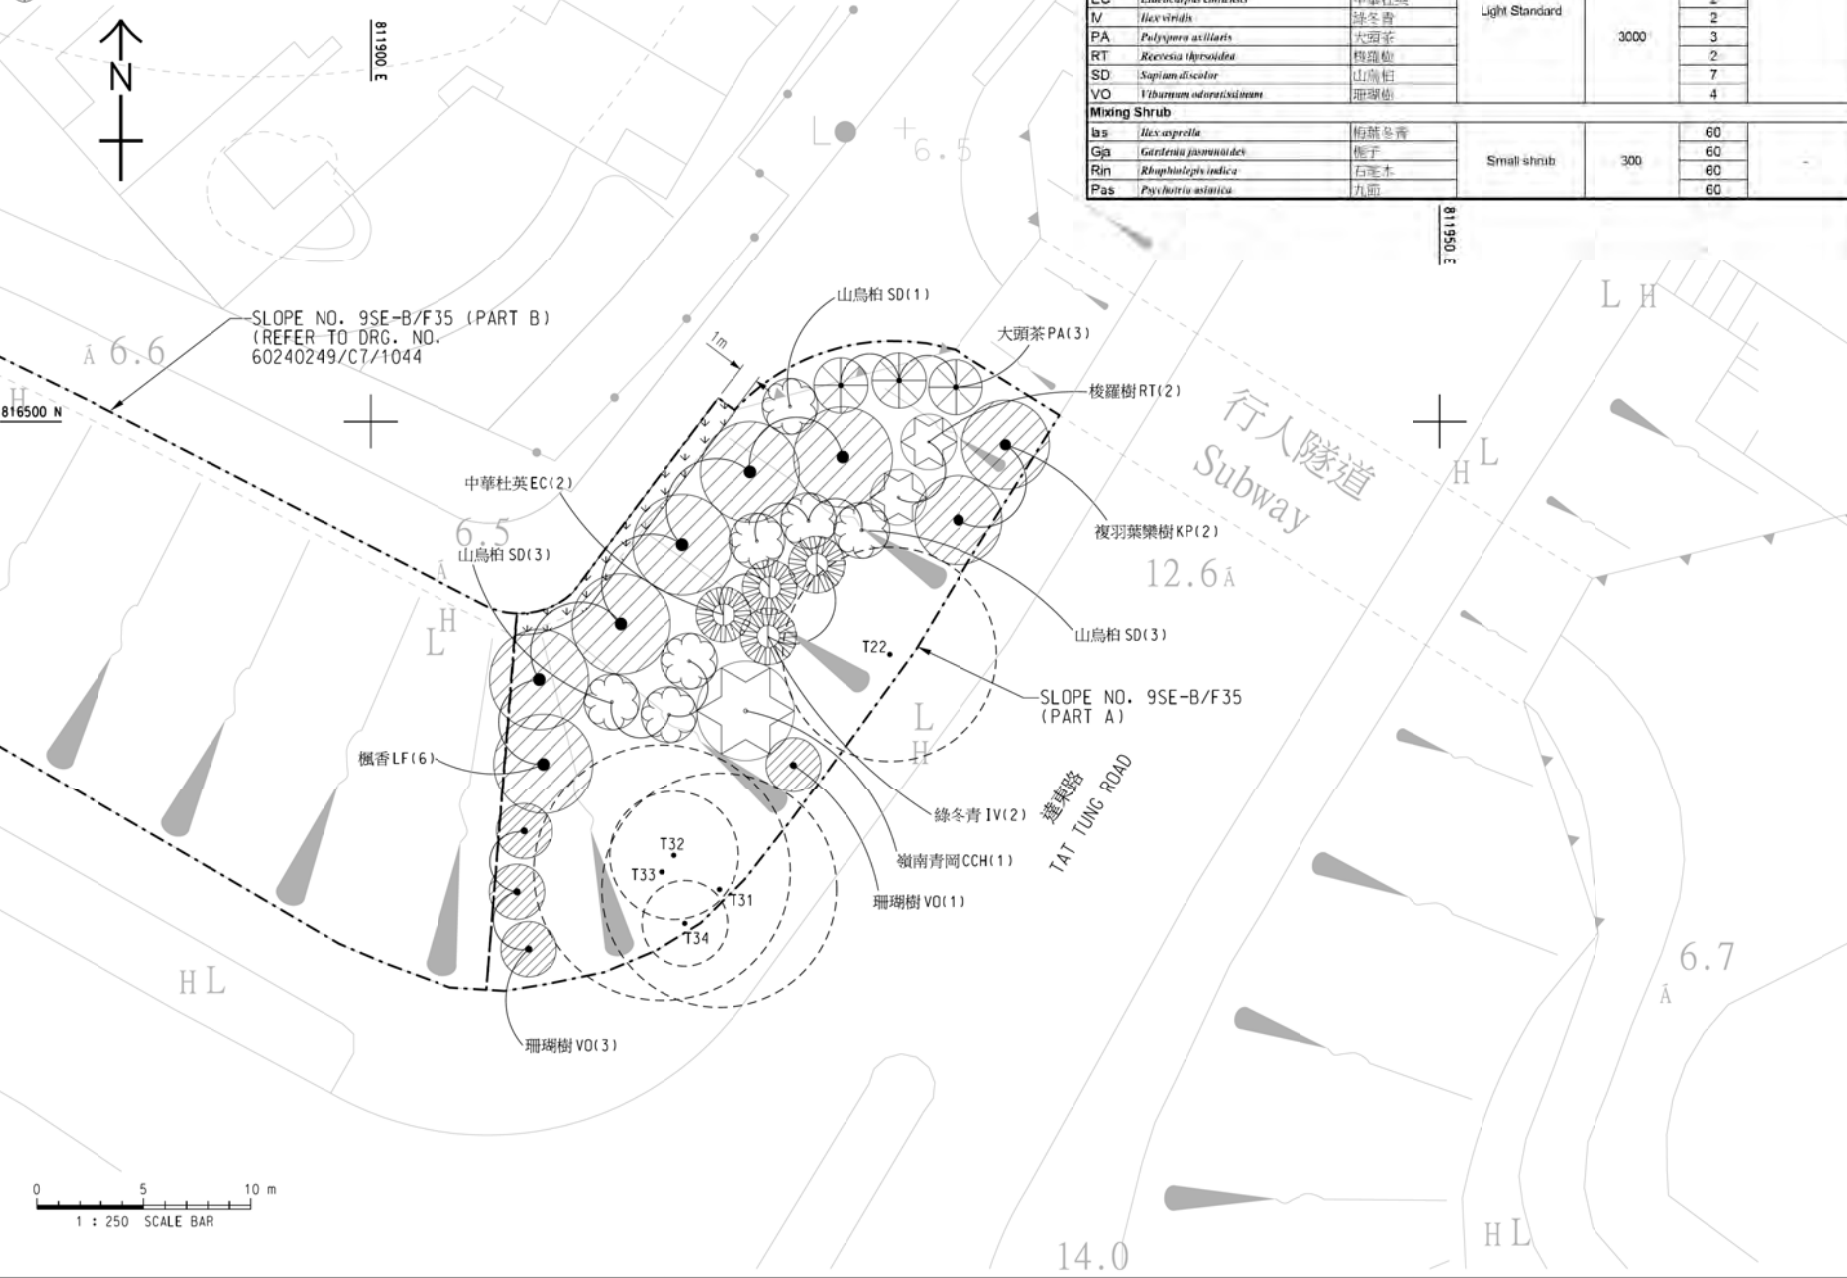 N
811900 E
Light Standard
IV Ilex viridis 綠冬青 2
PA Polyspora axillaris 大頭茶 3000 3
RT Reevesia thyrsoidea 梭羅樹 2
SD Sapium discolor 山烏柏 7
VO Viburnum odoratissimum 珊瑚樹 4
Mixing Shrub
Ias Ilex asprella 梅葉冬青 60
Gja Gardenia jasminoides 梔子 60
Small shrub 300 -
Rin Rhaphiolepis indica 石斑木 60
Pas Psychotria asiatica 九節 60
811950 E
L
+6.5
山烏柏 SD(1)
L H
SLOPE NO. 9SE-B/F35 (PART B)
(REFER TO DRG. NO.
60240249/C7/1044
6.6
1m
大頭茶 PA(3)
H
816500 N
梭羅樹 RT(2)
行人隧道
Subway
H L
中華杜英 EC(2)
6.5
山烏柏 SD(3)
複羽葉欒樹 KP(2)
12.6
H
L
山烏柏 SD(3)
T22
SLOPE NO. 9SE-B/F35
(PART A)
L
H
楓香 LF(6)
達東路
TAT TUNG ROAD
綠冬青 IV(2)
T32
嶺南青岡 CCH(1)
T33
T31
珊瑚樹 VO(1)
T34
H L
6.7
珊瑚樹 VO(3)
0 5 10 m
1 : 250 SCALE BAR
14.0
H L